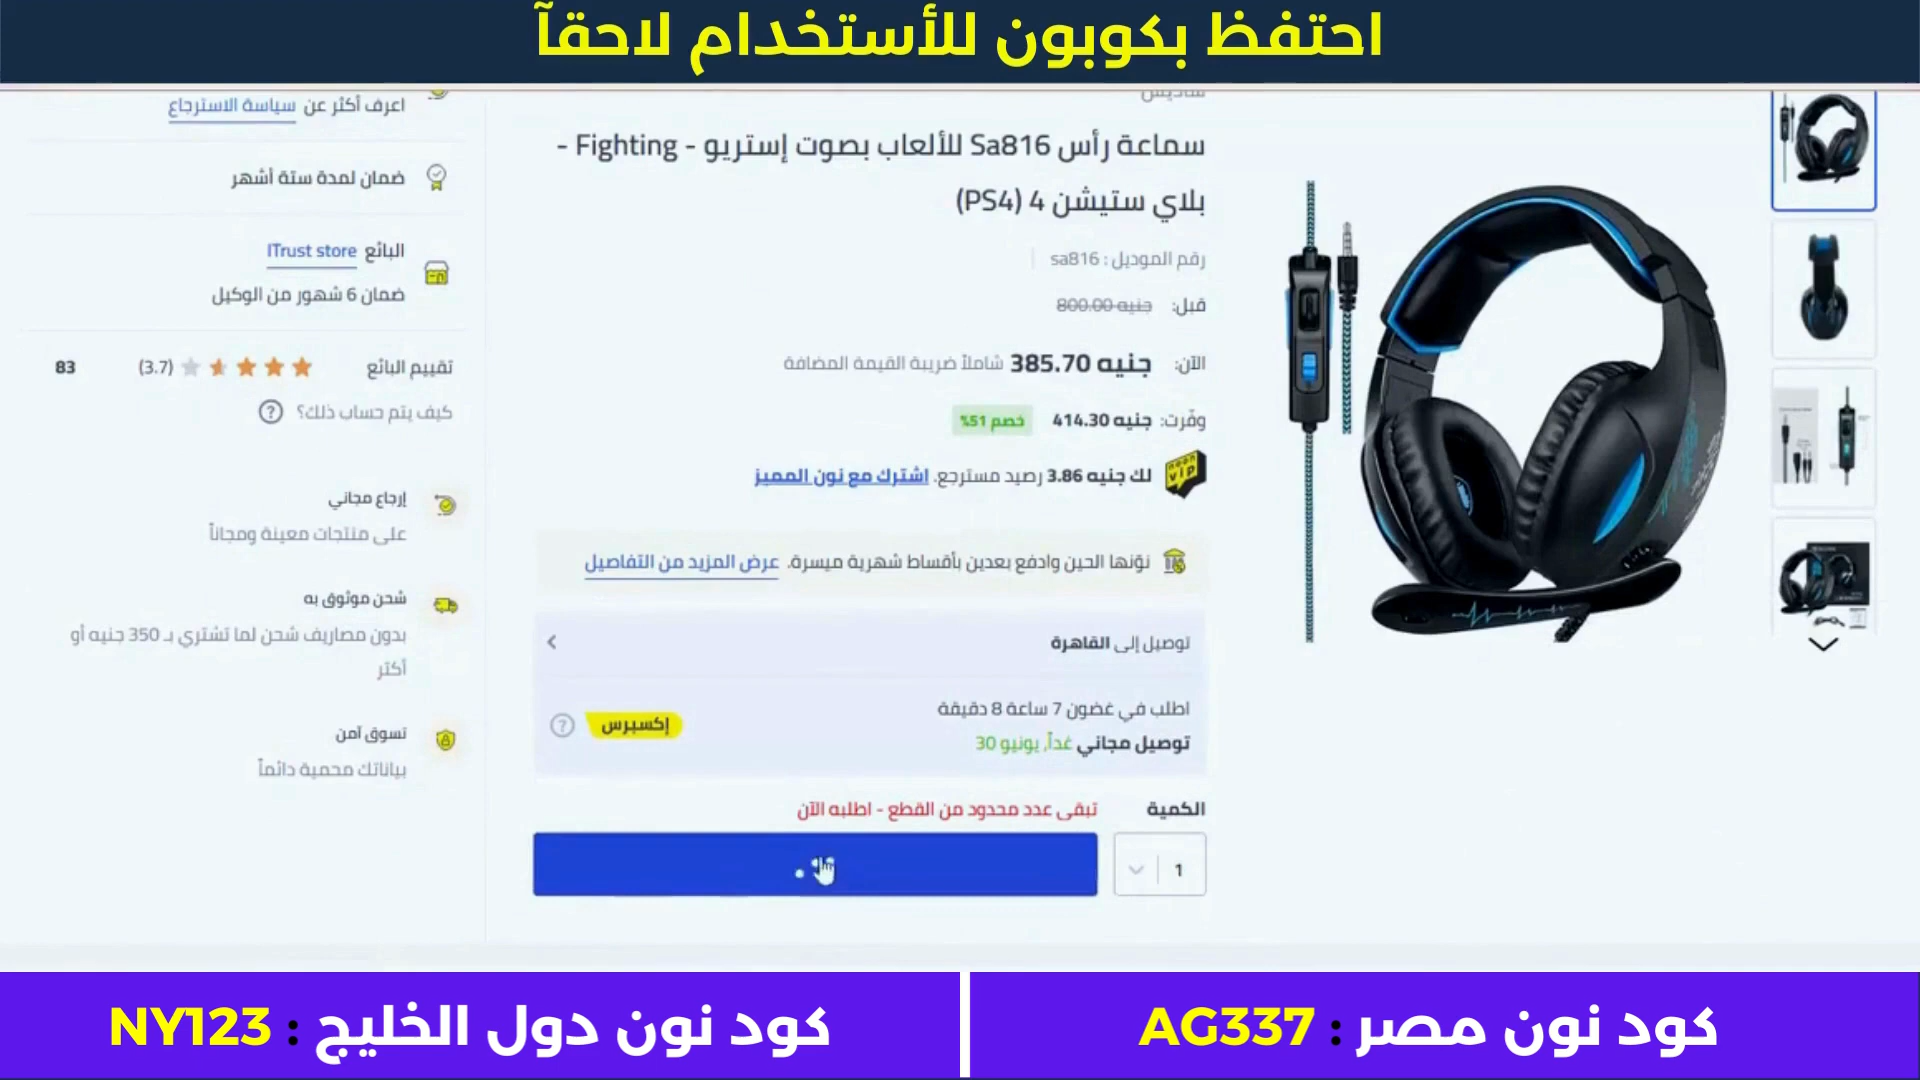 احتفظ بكوبون للأستخدام لاحقآ
ساديس
سماعة رأس Sa816 للألعاب بصوت إستريو - Fighting -
بلاي ستيشن 4 (PS4)
رقم الموديل : sa816
قبل: جنيه 800.00
الآن: جنيه 385.70 شاملاً ضريبة القيمة المضافة
وفّرت: جنيه 414.30 خصم 51%
noon vip لك جنيه 3.86 رصيد مسترجع. اشترك مع نون المميز
نوّنها الحين وادفع بعدين بأقساط شهرية ميسرة. عرض المزيد من التفاصيل
توصيل إلى القاهرة
اطلب في غضون 7 ساعة 8 دقيقة
توصيل مجاني غداً, يونيو 30
إكسبرس
الكمية تبقى عدد محدود من القطع - اطلبه الآن
1
اعرف أكثر عن سياسة الاسترجاع
ضمان لمدة ستة أشهر
البائع ITrust store
ضمان 6 شهور من الوكيل
تقييم البائع (3.7) 83
كيف يتم حساب ذلك؟
إرجاع مجاني
على منتجات معينة ومجاناً
شحن موثوق به
بدون مصاريف شحن لما تشتري بـ 350 جنيه أو
أكثر
تسوق آمن
بياناتك محمية دائماً
كود نون مصر : AG337
كود نون دول الخليج : NY123